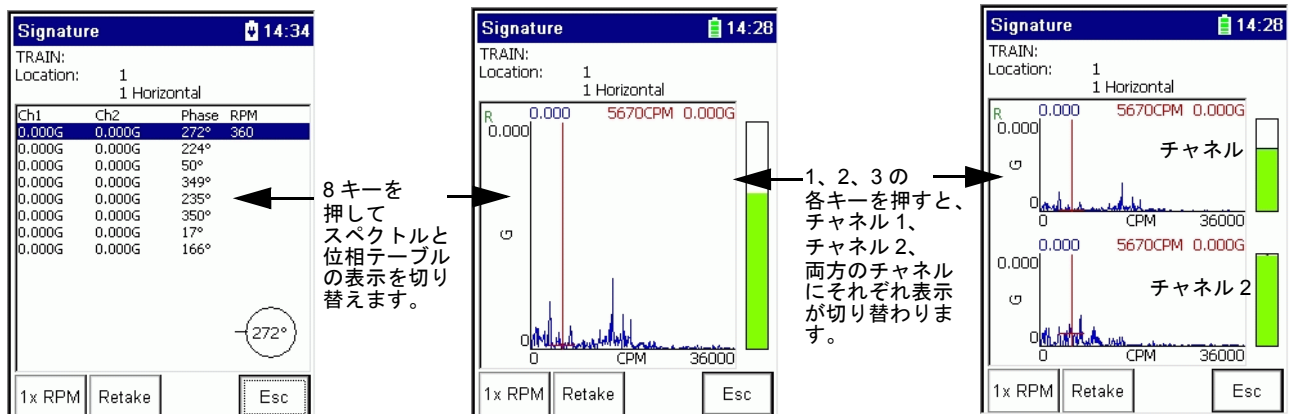 Signature 14:34
TRAIN:
Location: 1
1 Horizontal
Ch1 Ch2 Phase RPM
0.000G 0.000G 272° 360
0.000G 0.000G 224°
0.000G 0.000G 50°
0.000G 0.000G 349°
0.000G 0.000G 235°
0.000G 0.000G 350°
0.000G 0.000G 17°
0.000G 0.000G 166°
272°
1x RPM Retake Esc
8 キーを
押して
スペクトルと
位相テーブル
の表示を切り
替えます。
Signature 14:28
TRAIN:
Location: 1
1 Horizontal
R 0.000 5670CPM 0.000G
0.000
G
0
0 CPM 36000
1x RPM Retake Esc
1、2、3 の
各キーを押すと、
チャネル 1、
チャネル 2、
両方のチャネル
にそれぞれ表示
が切り替わりま
す。
Signature 14:28
TRAIN:
Location: 1
1 Horizontal
R 0.000 5670CPM 0.000G
0.000
チャネル
G
0
0 CPM 36000
0.000 5670CPM 0.000G
0.000
チャネル 2
G
0
0 CPM 36000
1x RPM Retake Esc